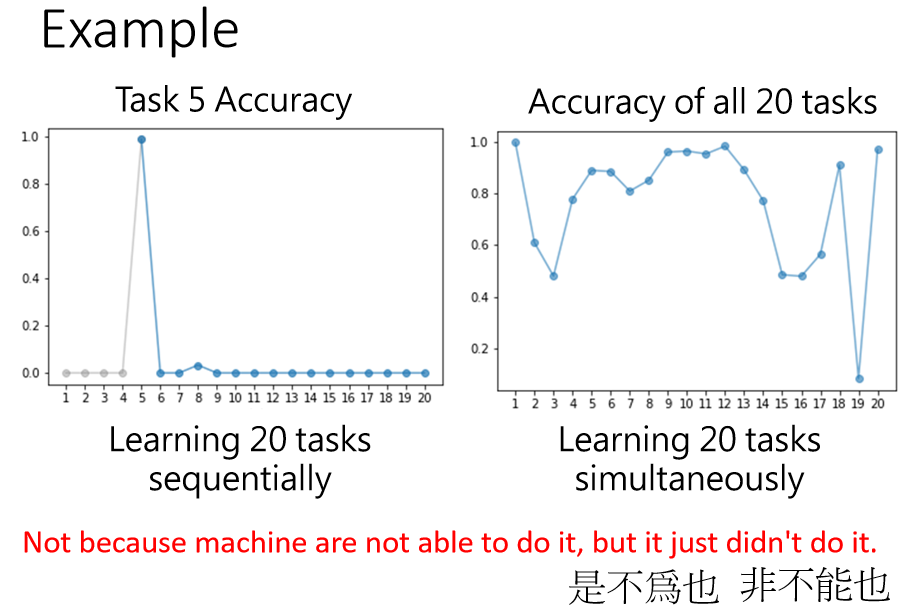 Example
Task 5 Accuracy
1.0
0.8
0.6
0.4
0.2
0.0
1 2 3 4 5 6 7 8 9 10 11 12 13 14 15 16 17 18 19 20
Learning 20 tasks
sequentially
Accuracy of all 20 tasks
1.0
0.8
0.6
0.4
0.2
1 2 3 4 5 6 7 8 9 10 11 12 13 14 15 16 17 18 19 20
Learning 20 tasks
simultaneously
Not because machine are not able to do it, but it just didn't do it.
是不為也 非不能也